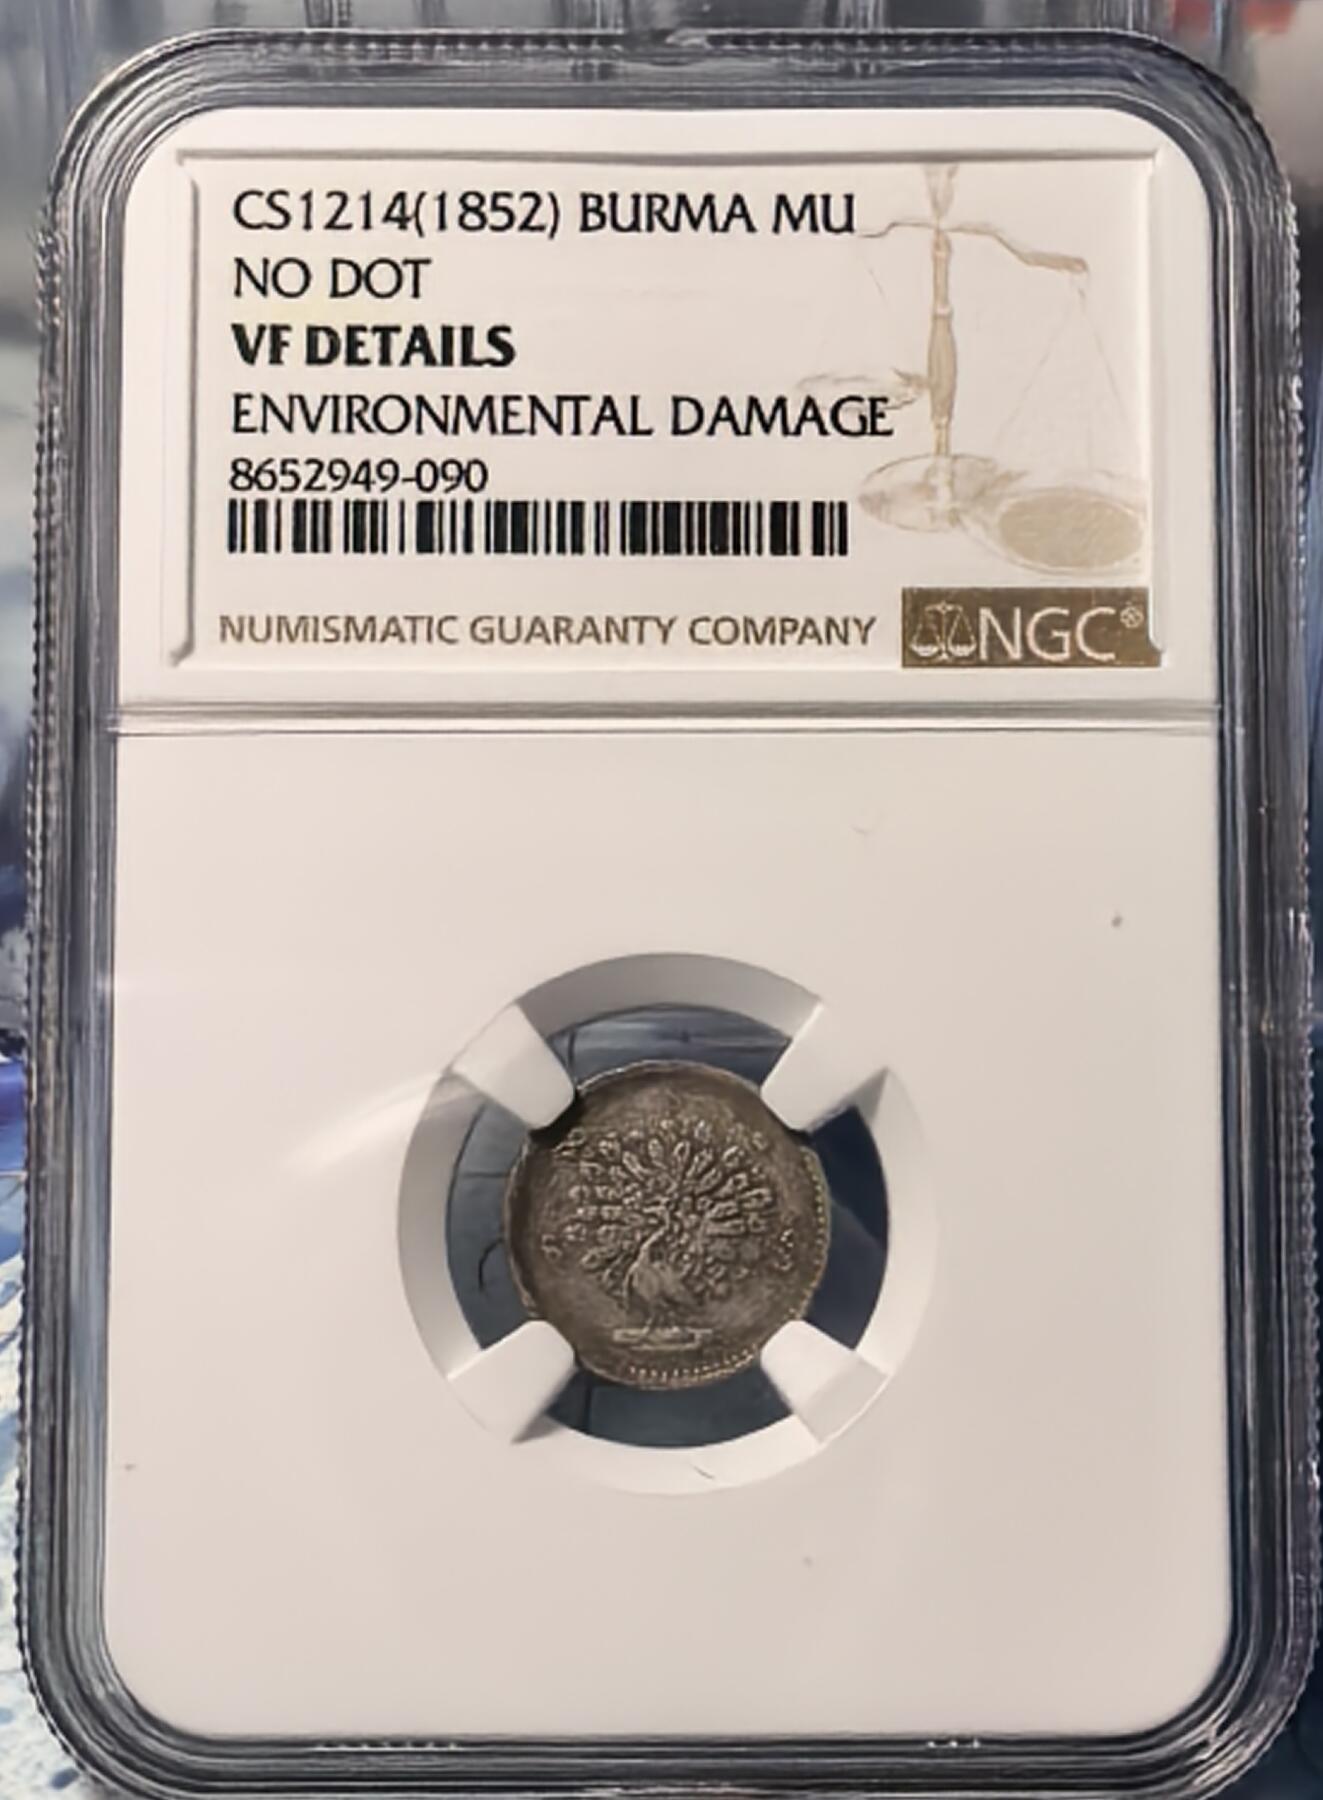 CS1214(1852) BURMA MU
NO DOT
VF DETAILS
ENVIRONMENTAL DAMAGE
8652949-090
NUMISMATIC GUARANTY COMPANY NGC®